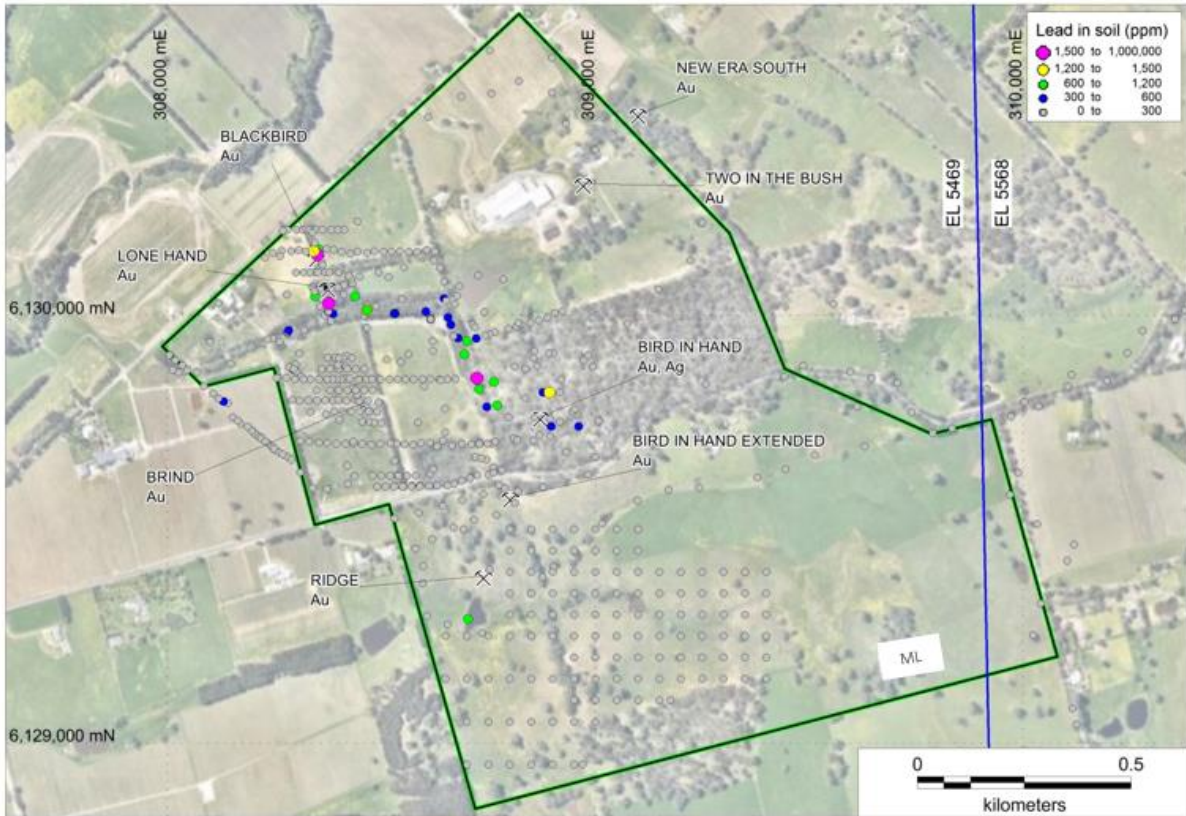 308,000 mE
309,000 mE
310,000 mE
Lead in soil (ppm)
1,500 to 1,000,000
1,200 to 1,500
600 to 1,200
300 to 600
0 to 300
NEW ERA SOUTH
Au
BLACKBIRD
Au
TWO IN THE BUSH
Au
EL 5469
EL 5568
LONE HAND
Au
6,130,000 mN
BIRD IN HAND
Au, Ag
BIRD IN HAND EXTENDED
Au
BRIND
Au
RIDGE
Au
ML
6,129,000 mN
0 0.5
kilometers